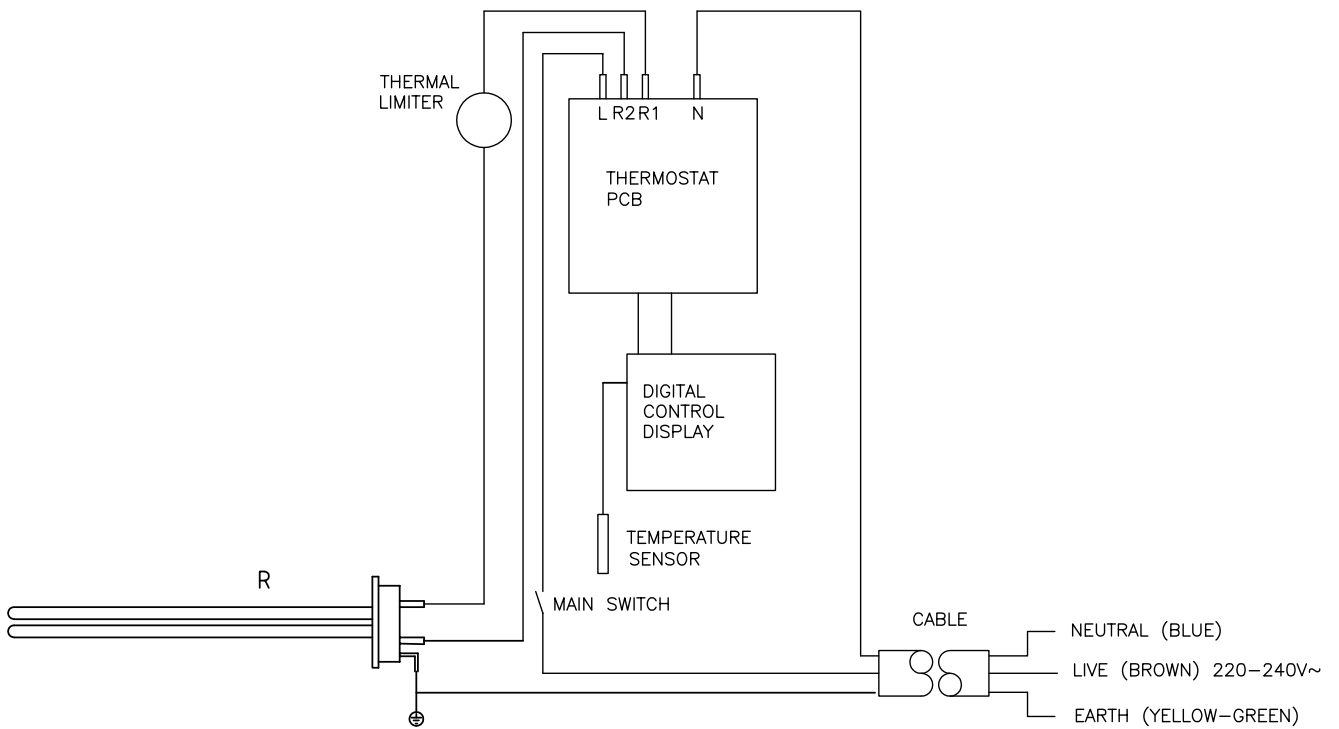 THERMAL
LIMITER
L R2 R1 N
THERMOSTAT
PCB
DIGITAL
CONTROL
DISPLAY
TEMPERATURE
SENSOR
R
MAIN SWITCH
CABLE
NEUTRAL (BLUE)
LIVE (BROWN) 220-240V~
EARTH (YELLOW-GREEN)